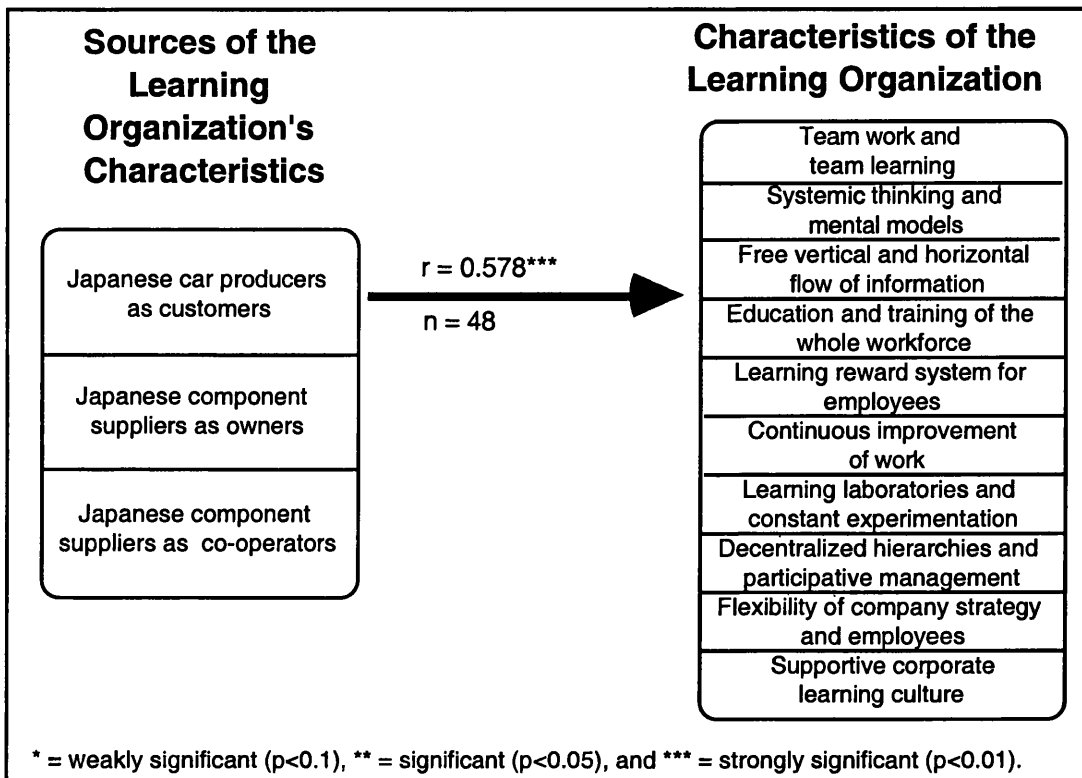 Sources of the
Learning
Organization's
Characteristics
Japanese car producers
as customers
Japanese component
suppliers as owners
Japanese component
suppliers as co-operators
r = 0.578***
n = 48
Characteristics of the
Learning Organization
Team work and
team learning
Systemic thinking and
mental models
Free vertical and horizontal
flow of information
Education and training of the
whole workforce
Learning reward system for
employees
Continuous improvement
of work
Learning laboratories and
constant experimentation
Decentralized hierarchies and
participative management
Flexibility of company strategy
and employees
Supportive corporate
learning culture
* = weakly significant (p<0.1), ** = significant (p<0.05), and *** = strongly significant (p<0.01).